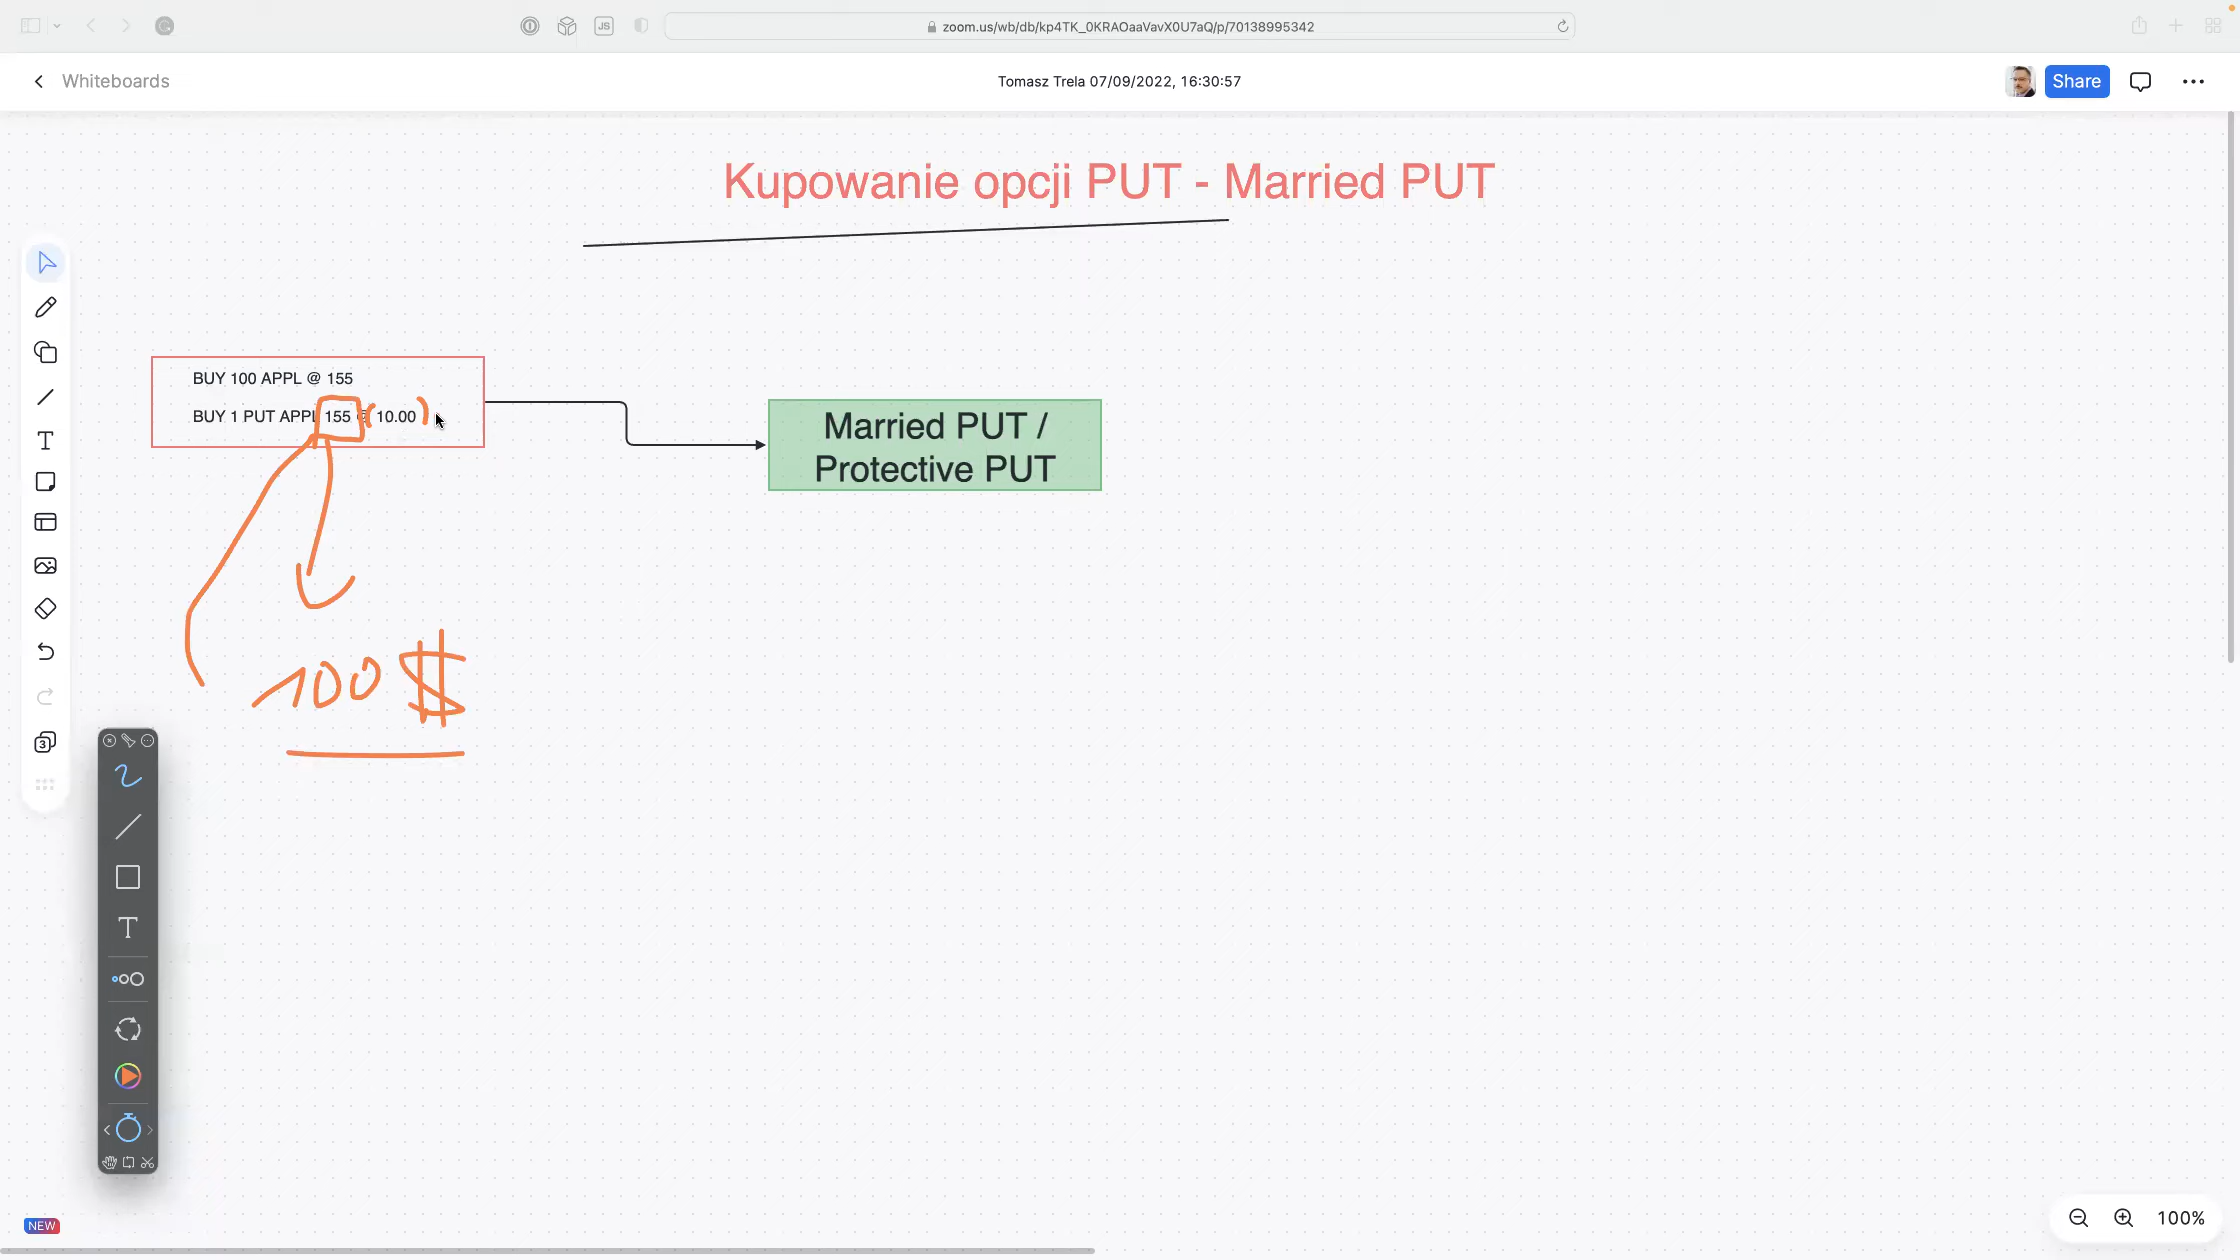 zoom.us/wb/db/kp4TK_0KRAOaaVavX0U7aQ/p/70138995342
Whiteboards
Tomasz Trela 07/09/2022, 16:30:57
Share
Kupowanie opcji PUT - Married PUT
BUY 100 APPL @ 155
BUY 1 PUT APPL 155 @ 10.00
Married PUT /
Protective PUT
100 $
NEW
100%